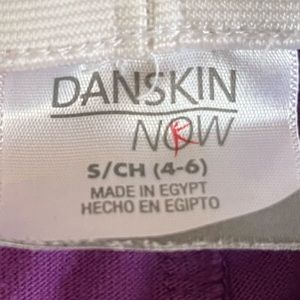 DANSKIN
NOW
S/CH (4-6)
MADE IN EGYPT
HECHO EN EGIPTO